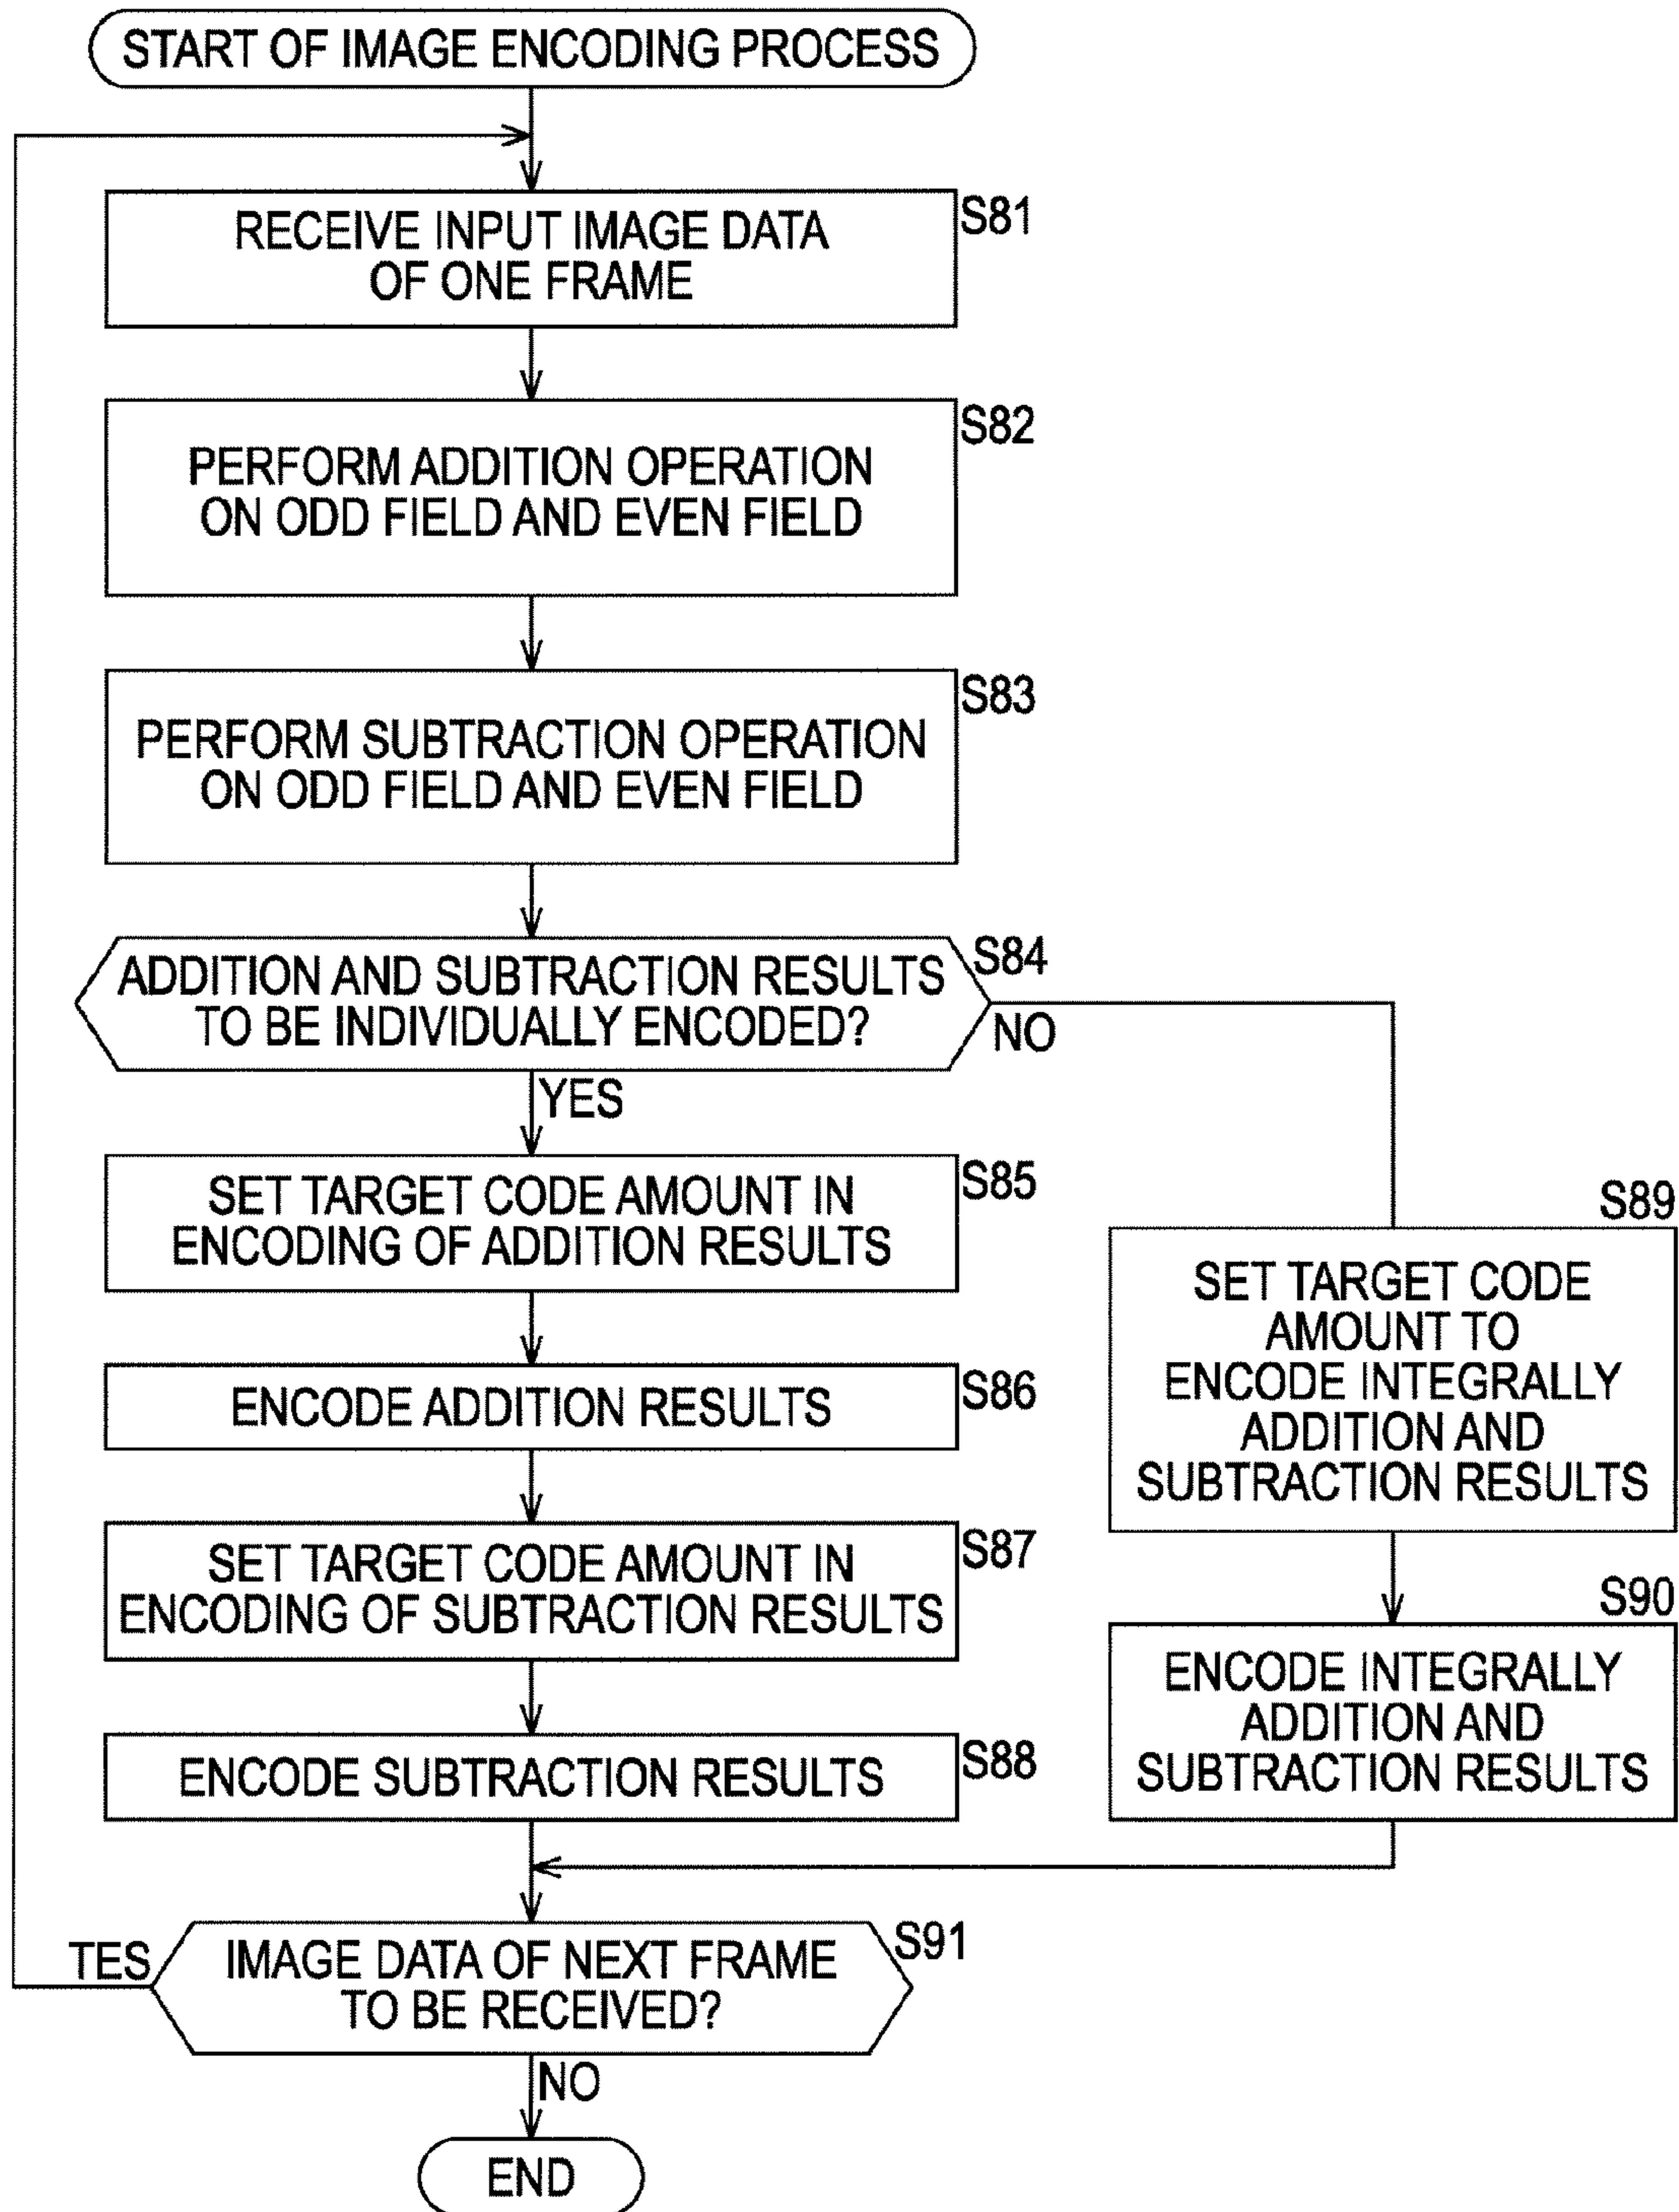 START OF IMAGE ENCODING PROCESS
S81
RECEIVE INPUT IMAGE DATA
OF ONE FRAME
S82
PERFORM ADDITION OPERATION
ON ODD FIELD AND EVEN FIELD
S83
PERFORM SUBTRACTION OPERATION
ON ODD FIELD AND EVEN FIELD
S84
ADDITION AND SUBTRACTION RESULTS
TO BE INDIVIDUALLY ENCODED?
NO
YES
S85
SET TARGET CODE AMOUNT IN
ENCODING OF ADDITION RESULTS
S86
ENCODE ADDITION RESULTS
S87
SET TARGET CODE AMOUNT IN
ENCODING OF SUBTRACTION RESULTS
S88
ENCODE SUBTRACTION RESULTS
S89
SET TARGET CODE
AMOUNT TO
ENCODE INTEGRALLY
ADDITION AND
SUBTRACTION RESULTS
S90
ENCODE INTEGRALLY
ADDITION AND
SUBTRACTION RESULTS
S91
TES
IMAGE DATA OF NEXT FRAME
TO BE RECEIVED?
NO
END